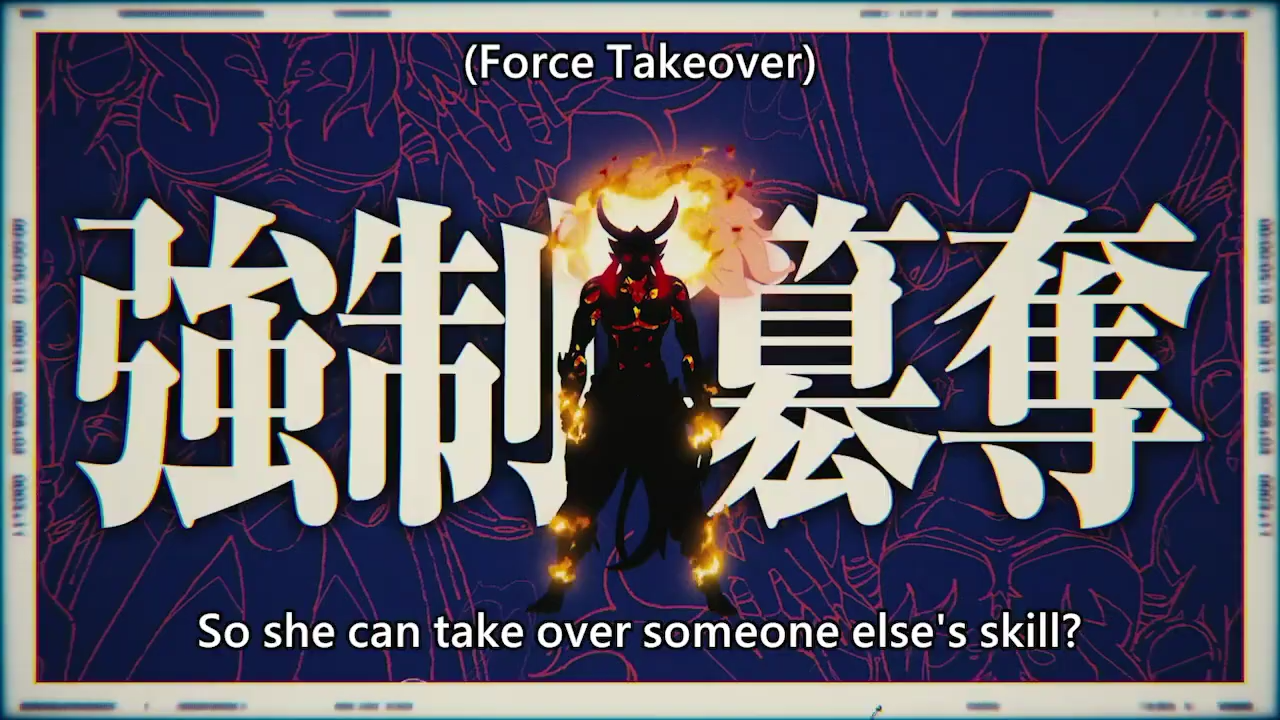 (Force Takeover)
強制簒奪
So she can take over someone else's skill?